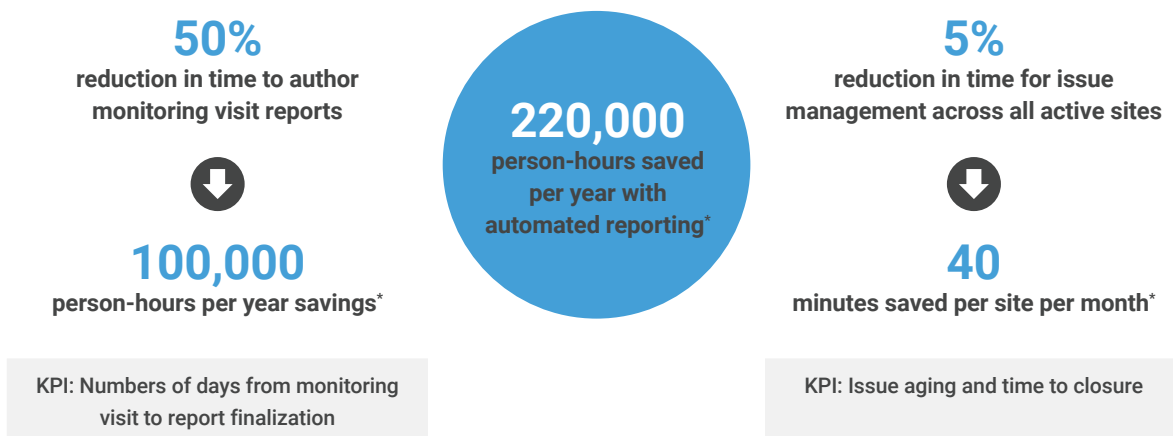 50%
reduction in time to author
monitoring visit reports
100,000
person-hours per year savings*
KPI: Numbers of days from monitoring
visit to report finalization
220,000
person-hours saved
per year with
automated reporting*
5%
reduction in time for issue
management across all active sites
40
minutes saved per site per month*
KPI: Issue aging and time to closure